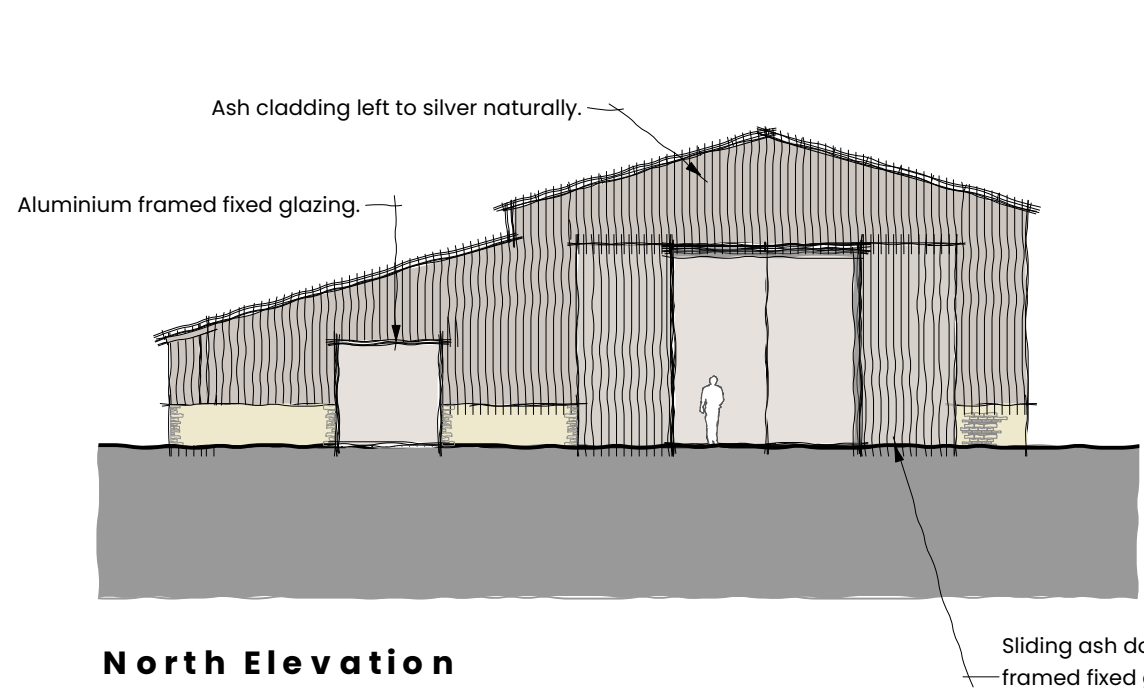 Ash cladding left to silver naturally.
Aluminium framed fixed glazing.
North Elevation
Sliding ash
framed fixed